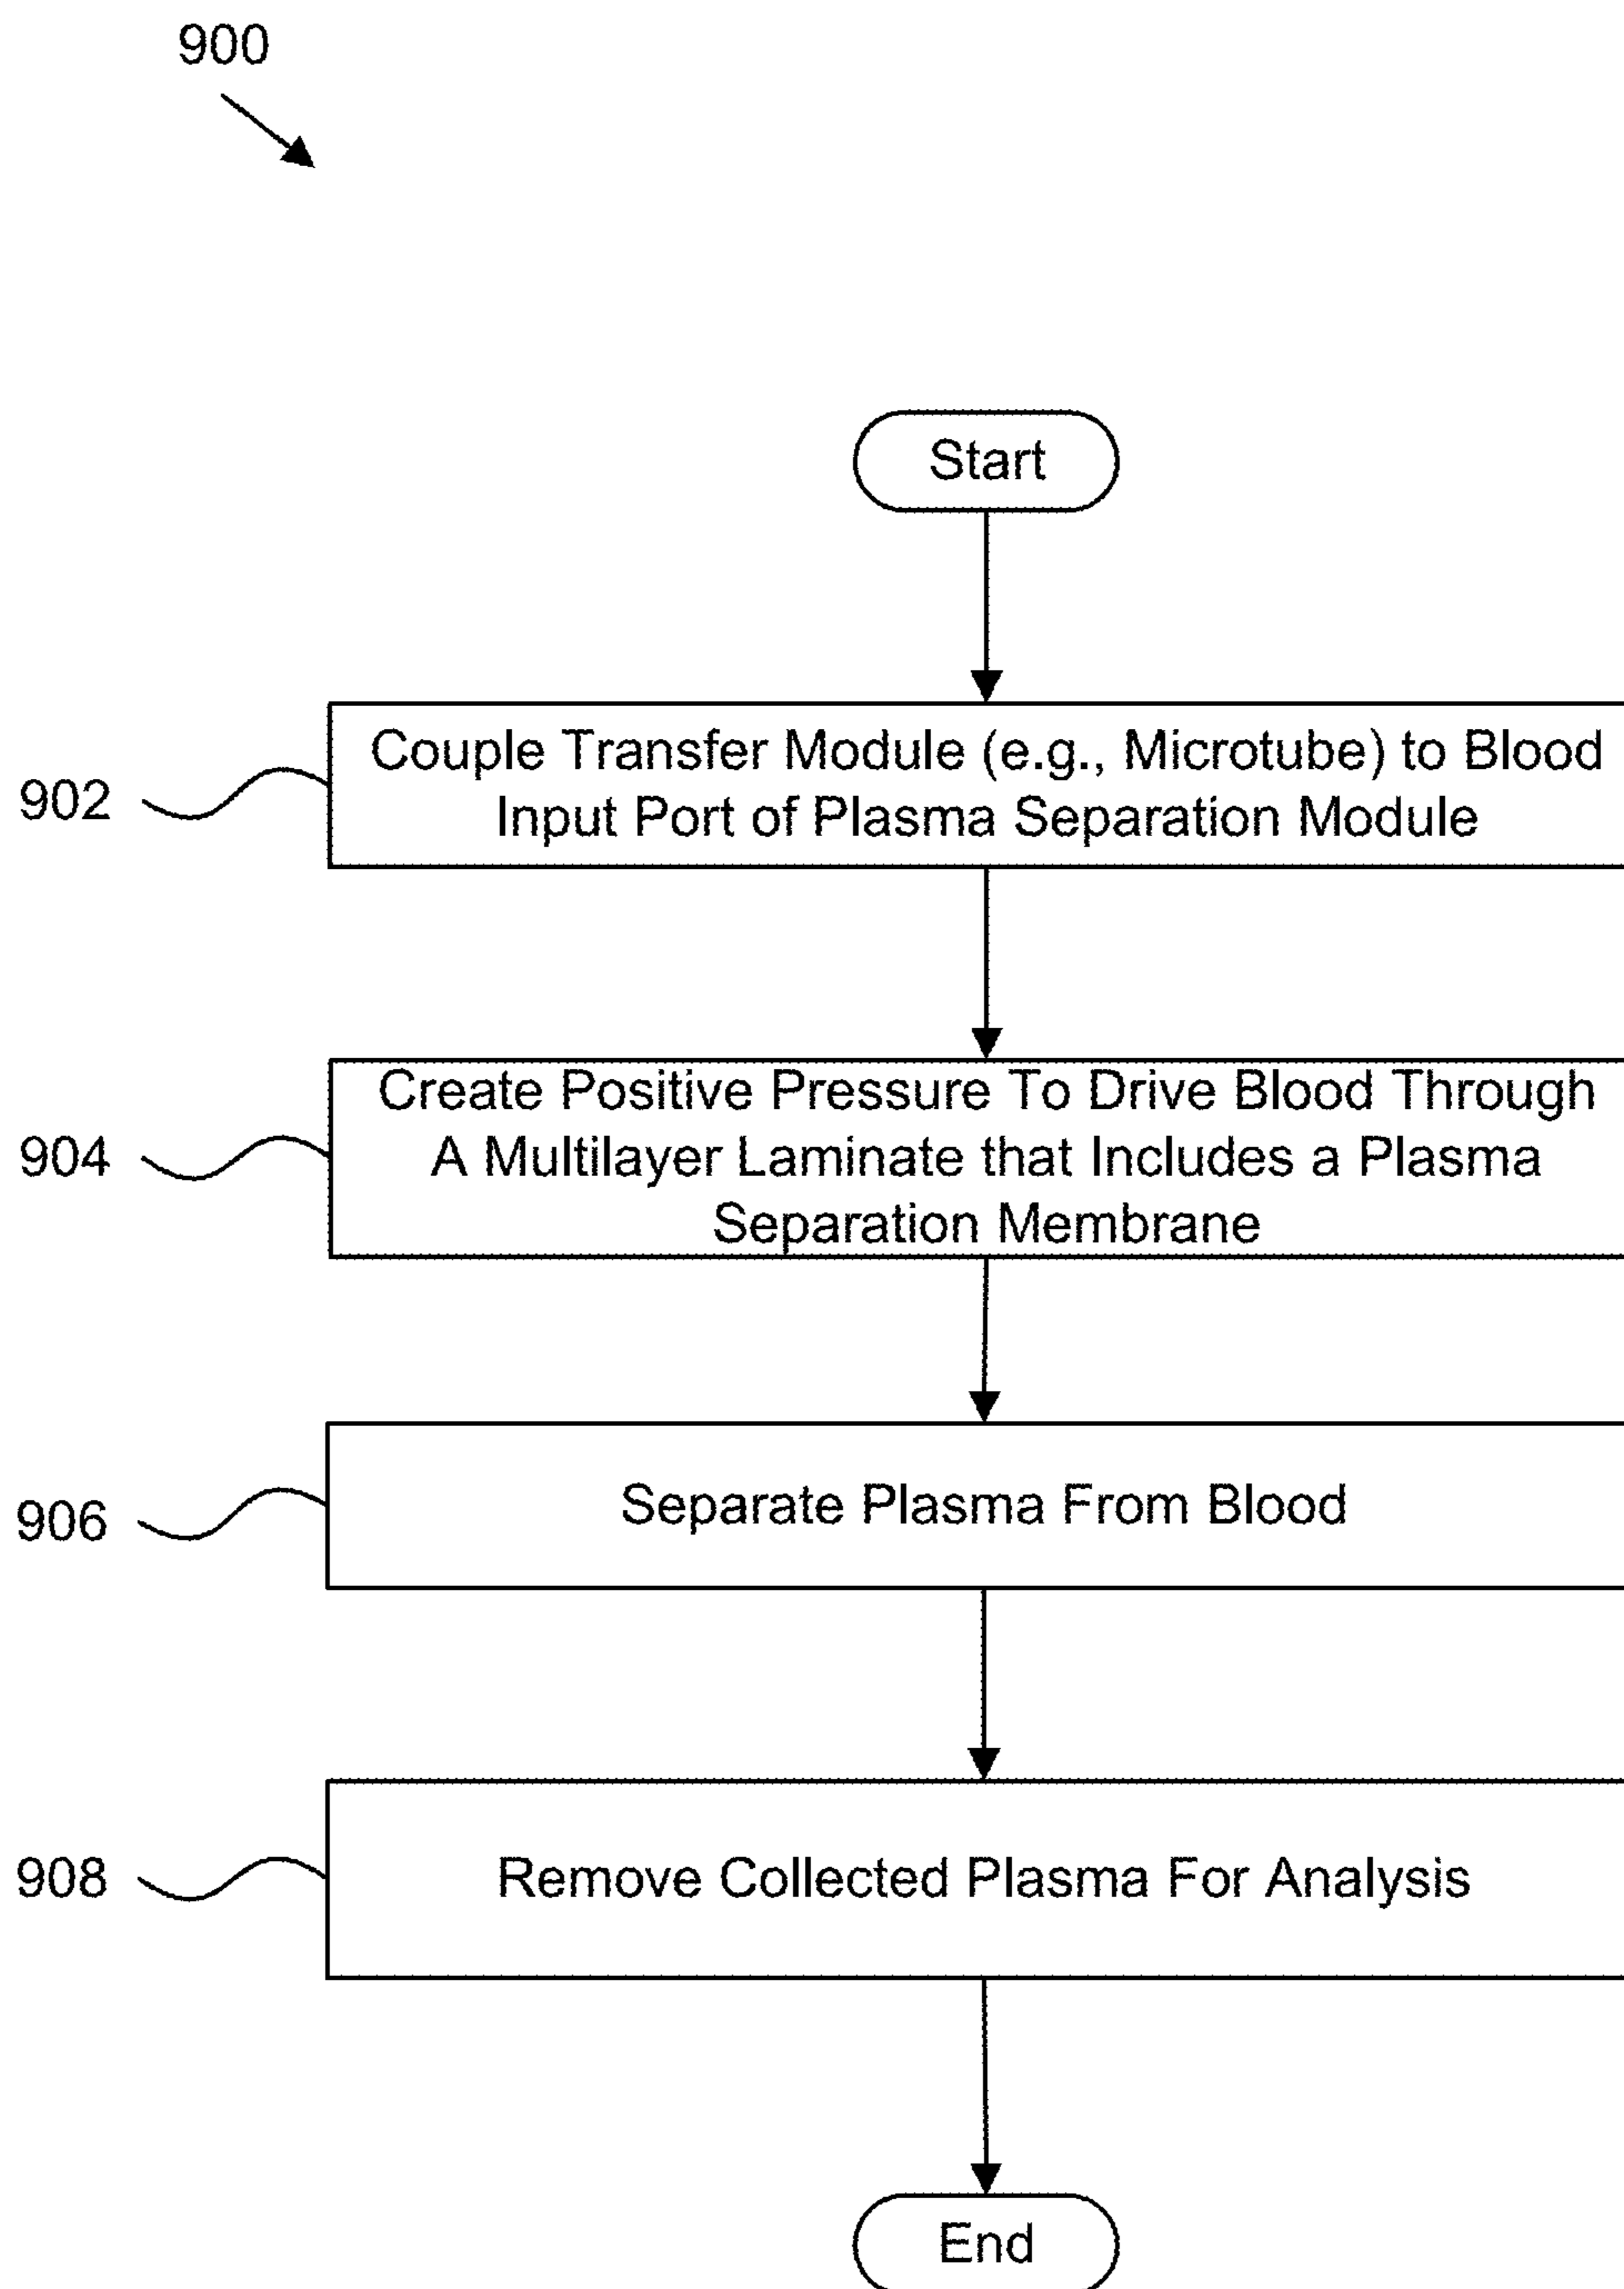 900
Start
902
Couple Transfer Module (e.g., Microtube) to Blood
Input Port of Plasma Separation Module
904
Create Positive Pressure To Drive Blood Through
A Multilayer Laminate that Includes a Plasma
Separation Membrane
906
Separate Plasma From Blood
908
Remove Collected Plasma For Analysis
End